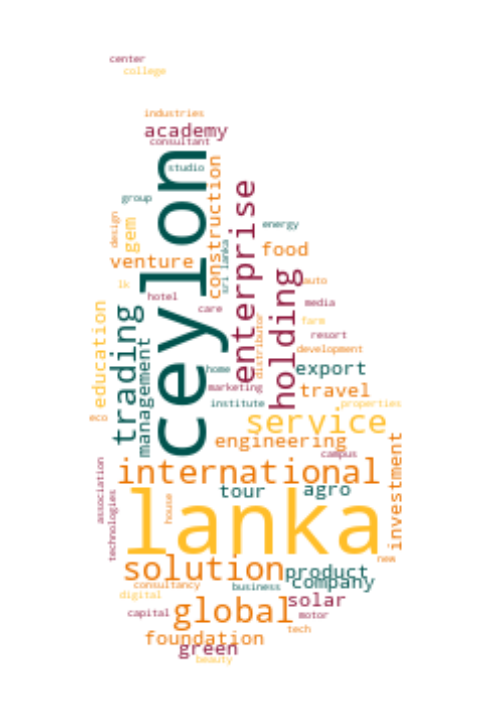 center
college
industries
academy
consultant
studio
ceylon
group
construction
enterprise
design
gem
energy
food
venture
sri lanka
lk
hotel
holding
auto
media
care
trading
education
management
distributor
farm
resort
development
home
export
marketing
travel
institute
properties
eco
service
engineering
campus
investment
international
association
technologies
tour
agro
house
lanka
new
solution
product
company
consultancy
business
digital
solar
capital
global
motor
tech
foundation
green
beauty